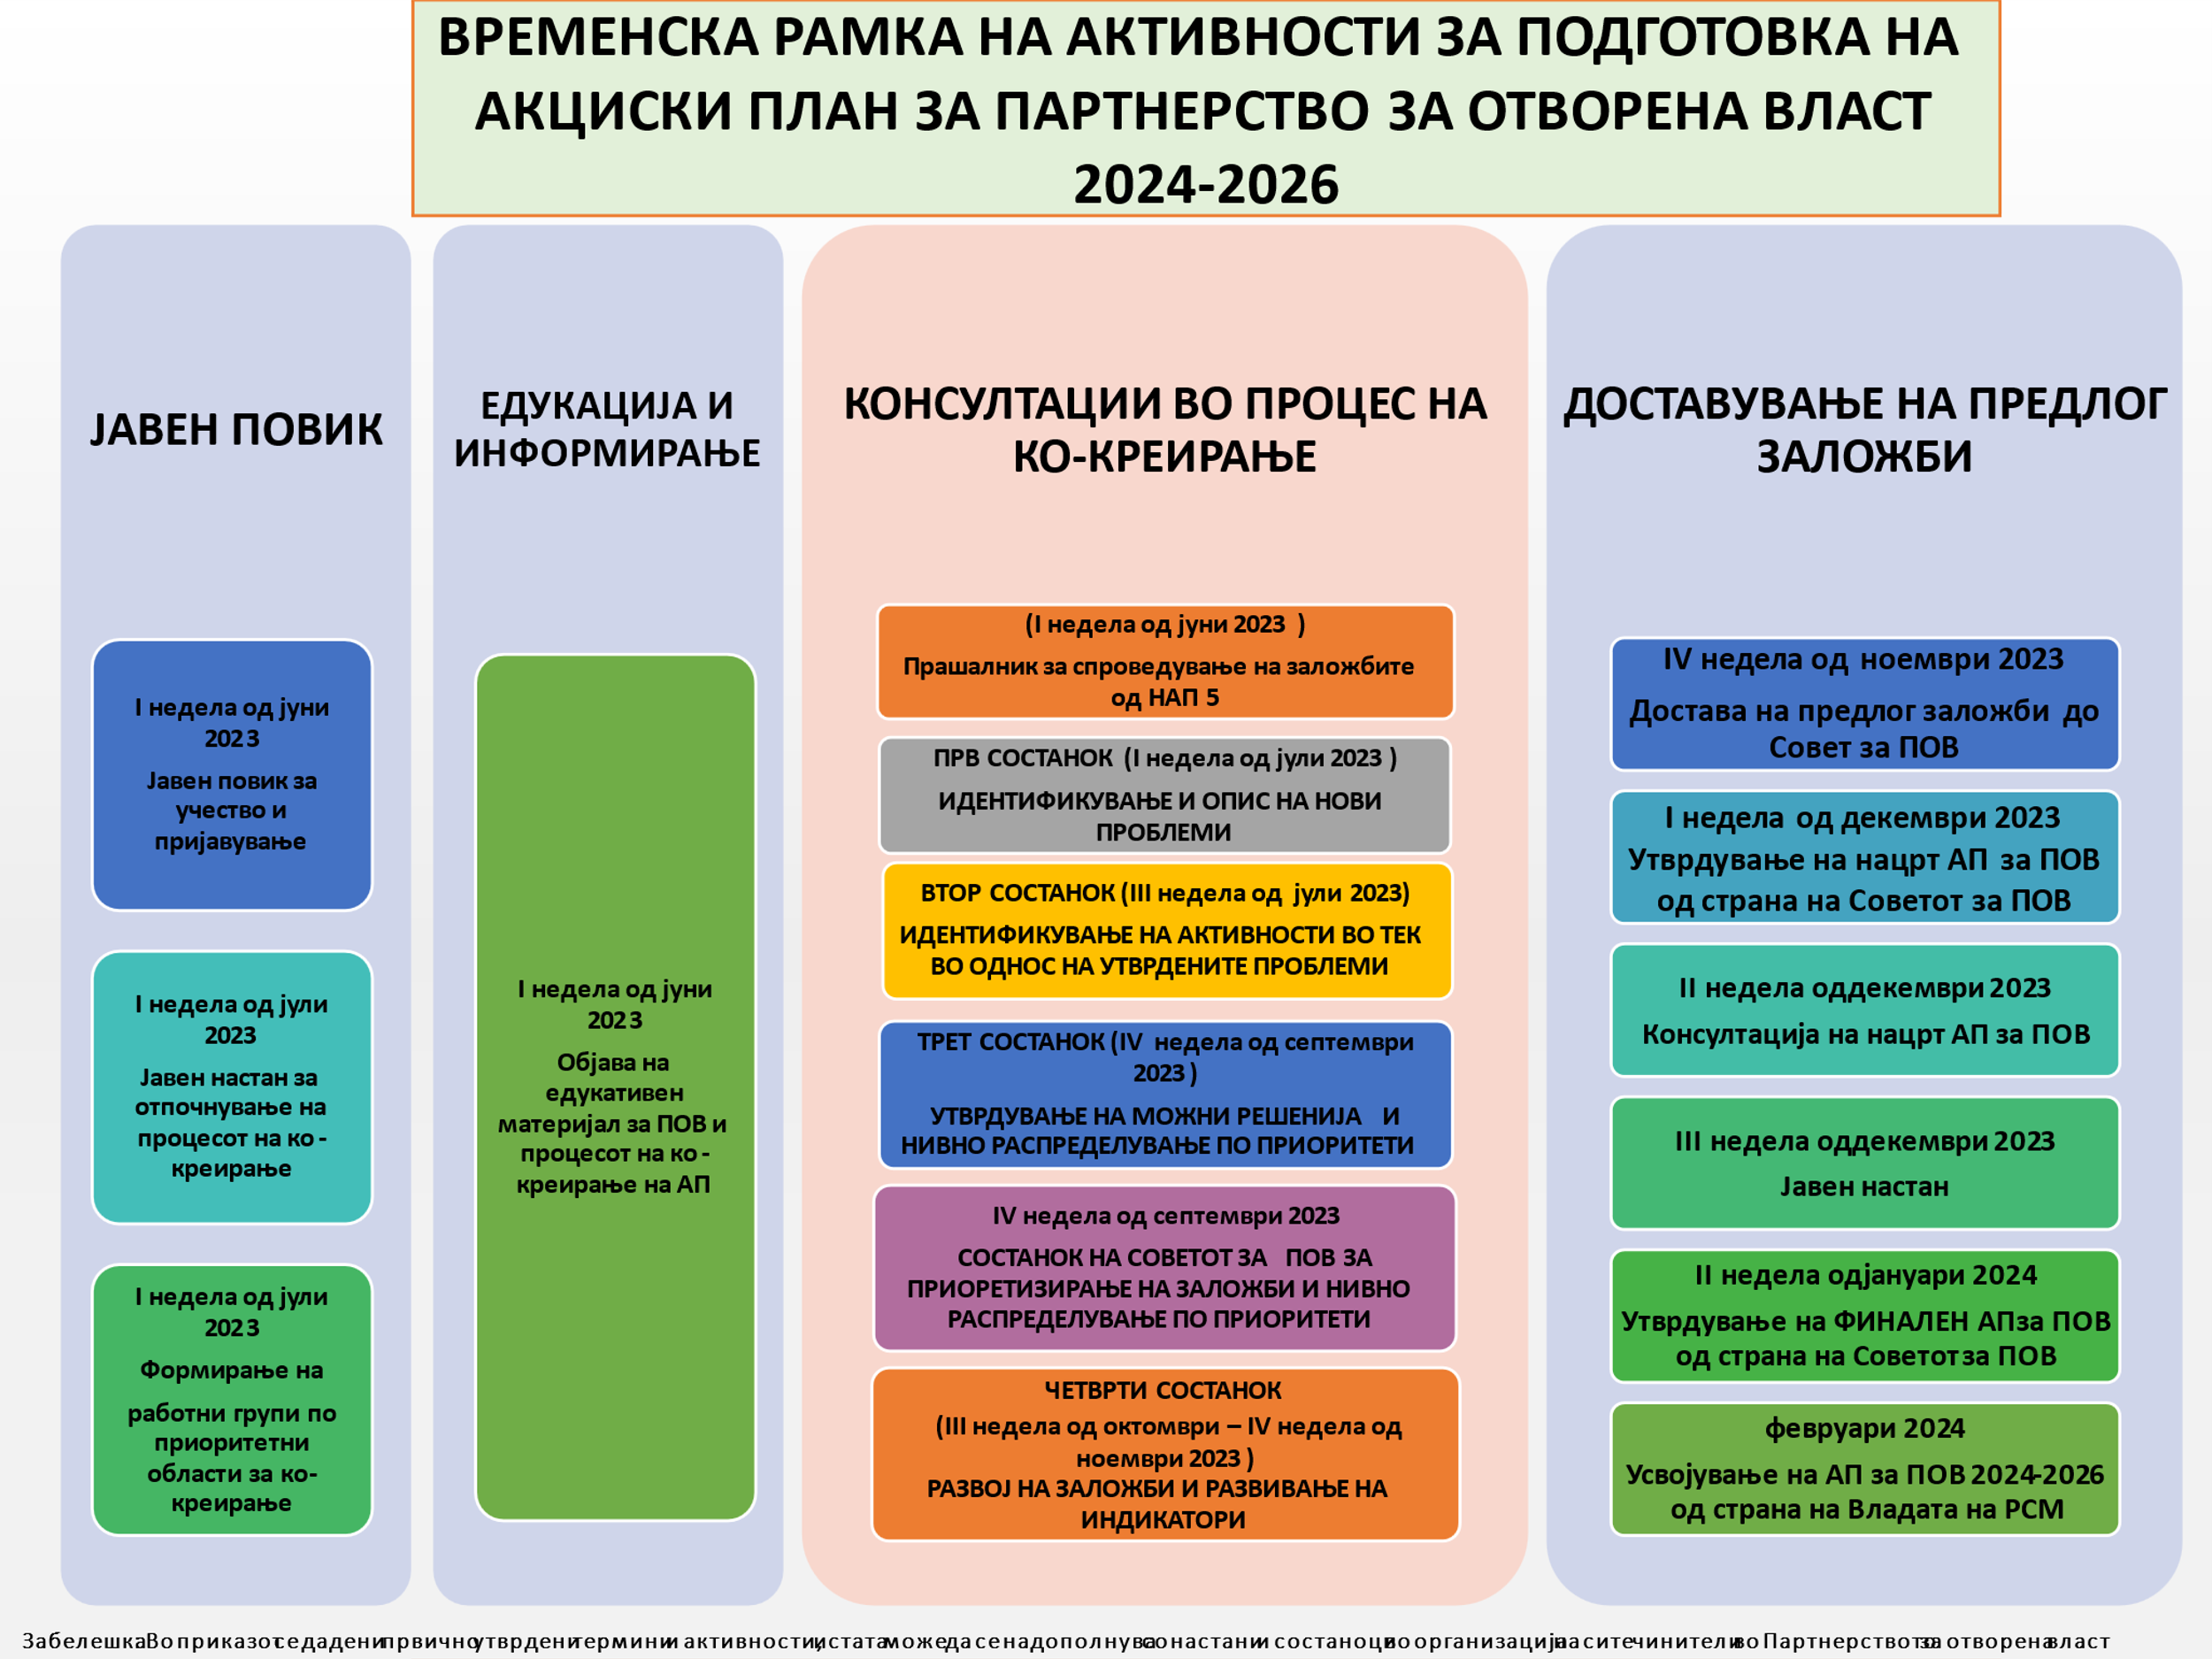 ВРЕМЕНСКА РАМКА НА АКТИВНОСТИ ЗА ПОДГОТОВКА НА
АКЦИСКИ ПЛАН ЗА ПАРТНЕРСТВО ЗА ОТВОРЕНА ВЛАСТ
2024-2026
ЈАВЕН ПОВИК
I недела од јуни
2023
Јавен повик за
учество и
пријавување
I недела од јули
2023
Јавен настан за
отпочнување на
процесот на ко-
креирање
I недела од јули
2023
Формирање на
работни групи по
приоритетни
области за ко-
креирање
ЕДУКАЦИЈА И
ИНФОРМИРАЊЕ
I недела од јуни
2023
Објава на
едукативен
материјал за ПОВ и
процесот на ко-
креирање на АП
КОНСУЛТАЦИИ ВО ПРОЦЕС НА
КО-КРЕИРАЊЕ
(I недела од јуни 2023 )
Прашалник за спроведување на заложбите
од НАП 5
ПРВ СОСТАНОК (I недела од јули 2023 )
ИДЕНТИФИКУВАЊЕ И ОПИС НА НОВИ
ПРОБЛЕМИ
ВТОР СОСТАНОК (III недела од јули 2023)
ИДЕНТИФИКУВАЊЕ НА АКТИВНОСТИ ВО ТЕК
ВО ОДНОС НА УТВРДЕНИТЕ ПРОБЛЕМИ
ТРЕТ СОСТАНОК (IV недела од септември
2023 )
УТВРДУВАЊЕ НА МОЖНИ РЕШЕНИЈА И
НИВНО РАСПРЕДЕЛУВАЊЕ ПО ПРИОРИТЕТИ
IV недела од септември 2023
СОСТАНОК НА СОВЕТОТ ЗА ПОВ ЗА
ПРИОРЕТИЗИРАЊЕ НА ЗАЛОЖБИ И НИВНО
РАСПРЕДЕЛУВАЊЕ ПО ПРИОРИТЕТИ
ЧЕТВРТИ СОСТАНОК
(III недела од октомври – IV недела од
ноември 2023 )
РАЗВОЈ НА ЗАЛОЖБИ И РАЗВИВАЊЕ НА
ИНДИКАТОРИ
ДОСТАВУВАЊЕ НА ПРЕДЛОГ
ЗАЛОЖБИ
IV недела од ноември 2023
Достава на предлог заложби до
Совет за ПОВ
I недела од декември 2023
Утврдување на нацрт АП за ПОВ
од страна на Советот за ПОВ
II недела оддекември 2023
Консултација на нацрт АП за ПОВ
III недела оддекември 2023
Јавен настан
II недела одјануари 2024
Утврдување на ФИНАЛЕН АПза ПОВ
од страна на Советот за ПОВ
февруари 2024
Усвојување на АП за ПОВ 2024-2026
од страна на Владата на РСМ
Забелешка Во приказот се дадени првично утврдени термини и активности, истата може да се надополнува со настани и состаноци во организација на сите чинители во Партнерството за отворена власт